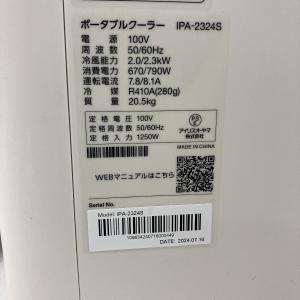 ポータブルクーラー IPA-2324S
電源 100V
周波数 50/60Hz
冷風能力 2.0/2.3kW
消費電力 670/790W
運転電流 7.8/8.1A
冷媒 R410A(280g)
質量 20.5kg
定格電圧 100V
定格周波数 50/60Hz
定格入力 1250W
PSE
アイリスオーヤマ
MADE IN CHINA
WEBマニュアルはこちら
Serial No.
Model: IPA-2324S
DATE: 2024.07.16